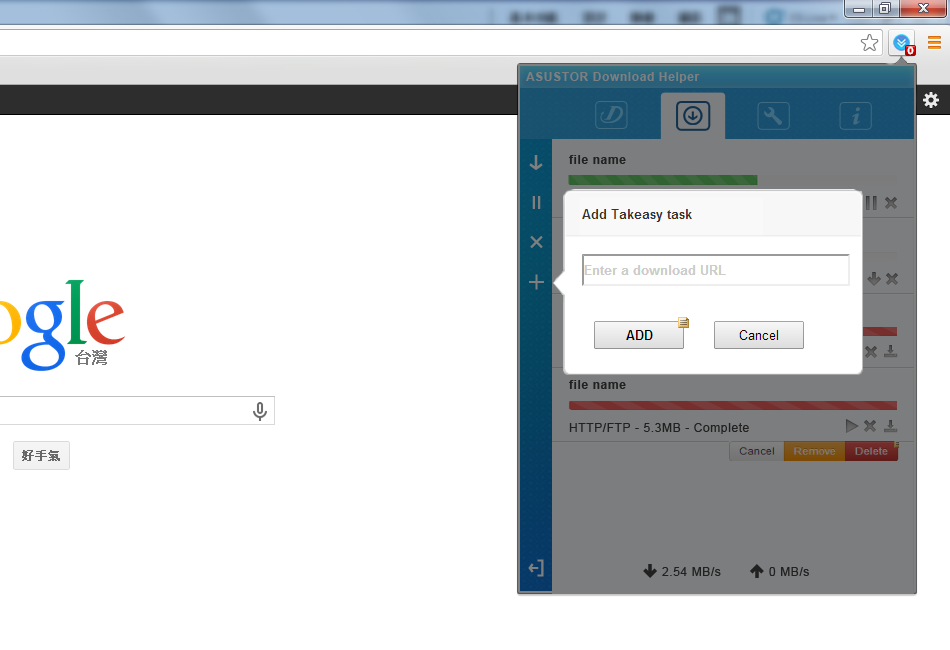 0
ASUSTOR Download Helper
file name
Add Takeasy task
Enter a download URL
ADD
Cancel
ogle
台灣
file name
HTTP/FTP - 5.3MB - Complete
好手氣
Cancel
Remove
Delete
2.54 MB/s
0 MB/s